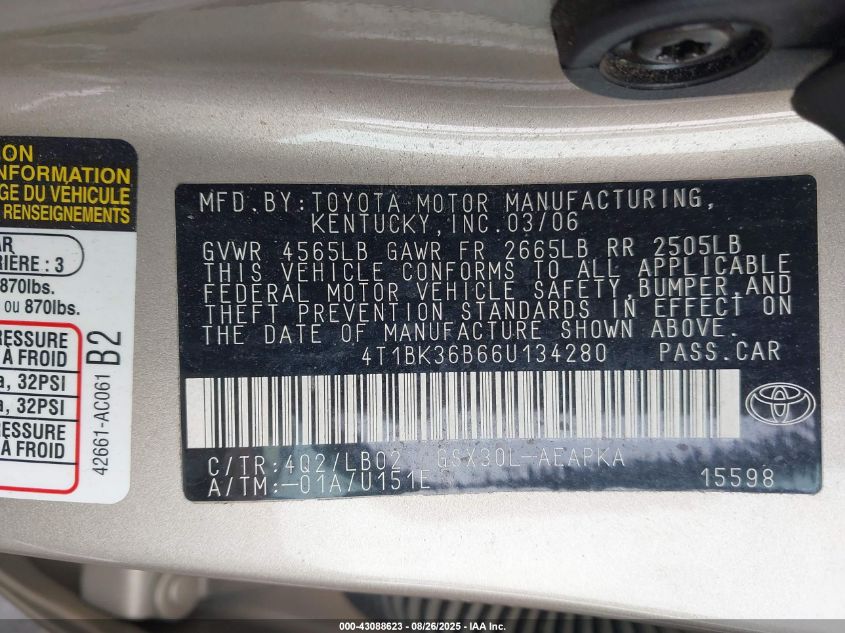 ON
INFORMATION
GE DU VÉHICULE
RENSEIGNEMENTS
AR
RIÈRE : 3
870lbs.
ou 870lbs.
RESSURE
À FROID
a, 32PSI
a, 32PSI
RESSURE
À FROID
42661-AC061 B2
MFD.BY:TOYOTA MOTOR MANUFACTURING,
KENTUCKY,INC.03/06
GVWR 4565LB GAWR FR 2665LB RR 2505LB
THIS VEHICLE CONFORMS TO ALL APPLICABLE
FEDERAL MOTOR VEHICLE SAFETY,BUMPER,AND
THEFT PREVENTION STANDARDS IN EFFECT ON
THE DATE OF MANUFACTURE SHOWN ABOVE.
4T1BK36B66U134280 PASS.CAR
C/TR:4Q2/LB02 GSX30L-AEAPKA
A/TM:-01A/U151E 15598
000-43088623 - 08/26/2025 - IAA Inc.